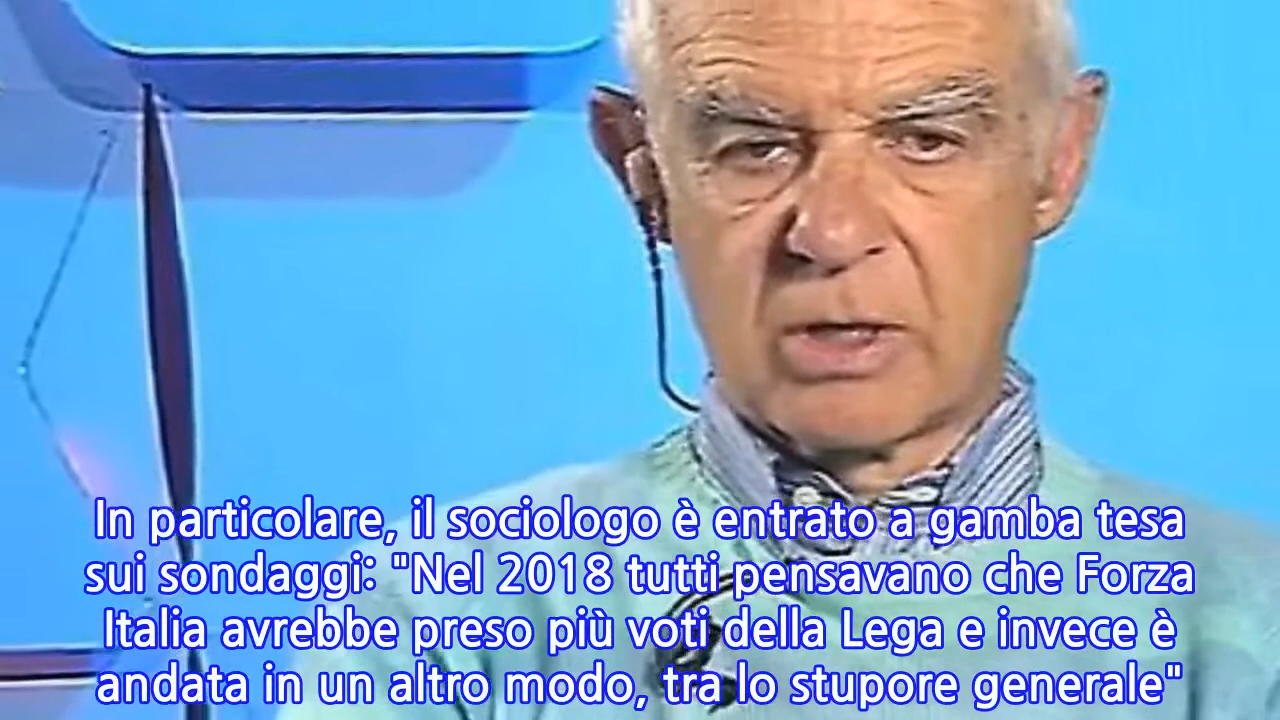 In particolare, il sociologo è entrato a gamba tesa
sui sondaggi: "Nel 2018 tutti pensavano che Forza
Italia avrebbe preso più voti della Lega e invece è
andata in un altro modo, tra lo stupore generale"